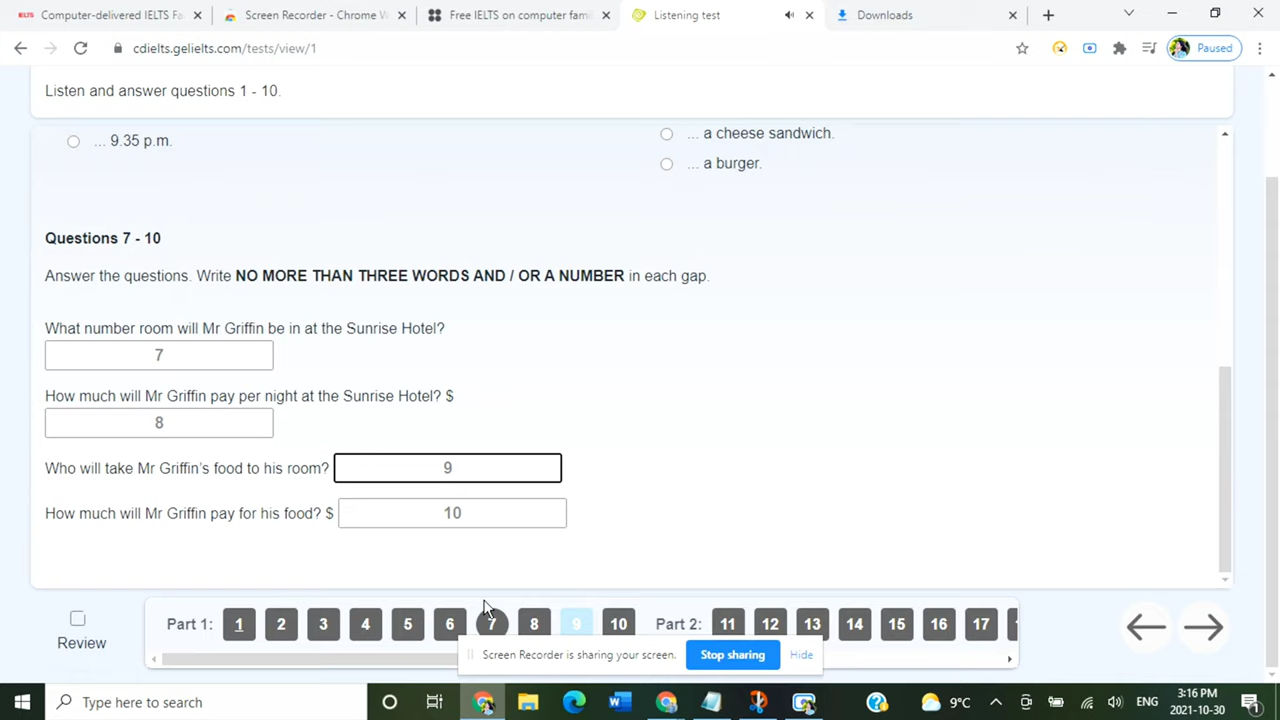 Computer-delivered IELTS Fa
Screen Recorder - Chrome W
Free IELTS on computer fami
Listening test
Downloads
cdielts.gelielts.com/tests/view/1
Paused
Listen and answer questions 1 - 10.
... 9.35 p.m.
... a cheese sandwich.
... a burger.
Questions 7 - 10
Answer the questions. Write NO MORE THAN THREE WORDS AND / OR A NUMBER in each gap.
What number room will Mr Griffin be in at the Sunrise Hotel?
7
How much will Mr Griffin pay per night at the Sunrise Hotel? $
8
Who will take Mr Griffin's food to his room? 9
How much will Mr Griffin pay for his food? $ 10
Review
Part 1: 1 2 3 4 5 6 7 8 9 10 Part 2: 11 12 13 14 15 16 17
Screen Recorder is sharing your screen. Stop sharing Hide
Type here to search
9°C
ENG
3:16 PM
2021-10-30